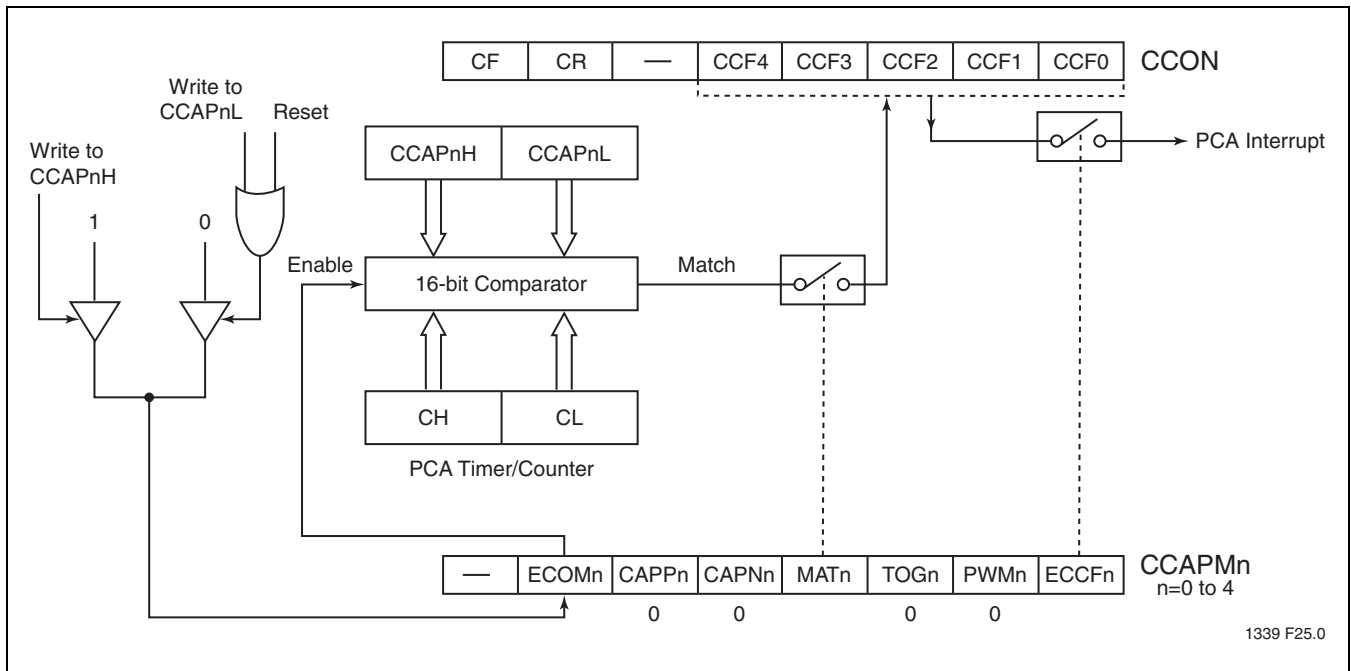 CF CR — CCF4 CCF3 CCF2 CCF1 CCF0 CCON
Write to
CCAPnL
Reset
Write to
CCAPnH
1
0
CCAPnH CCAPnL
PCA Interrupt
Enable
16-bit Comparator
Match
CH CL
PCA Timer/Counter
— ECOMn CAPPn CAPNn MATn TOGn PWMn ECCFn CCAPMn
n=0 to 4
0 0 0 0
1339 F25.0